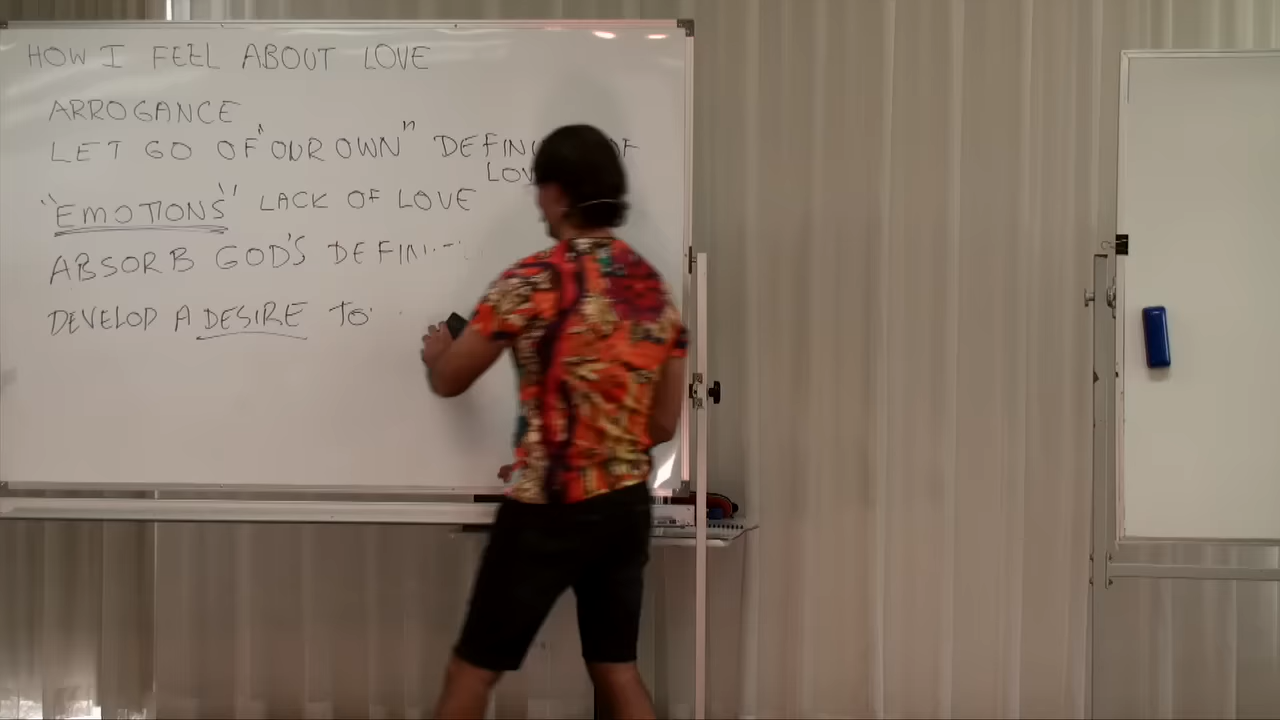 HOW I FEEL ABOUT LOVE
ARROGANCE
LET GO OF "OUR OWN"
"EMOTIONS" LACK OF LOVE
ABSORB GOD'S
DEVELOP A DESIRE TO